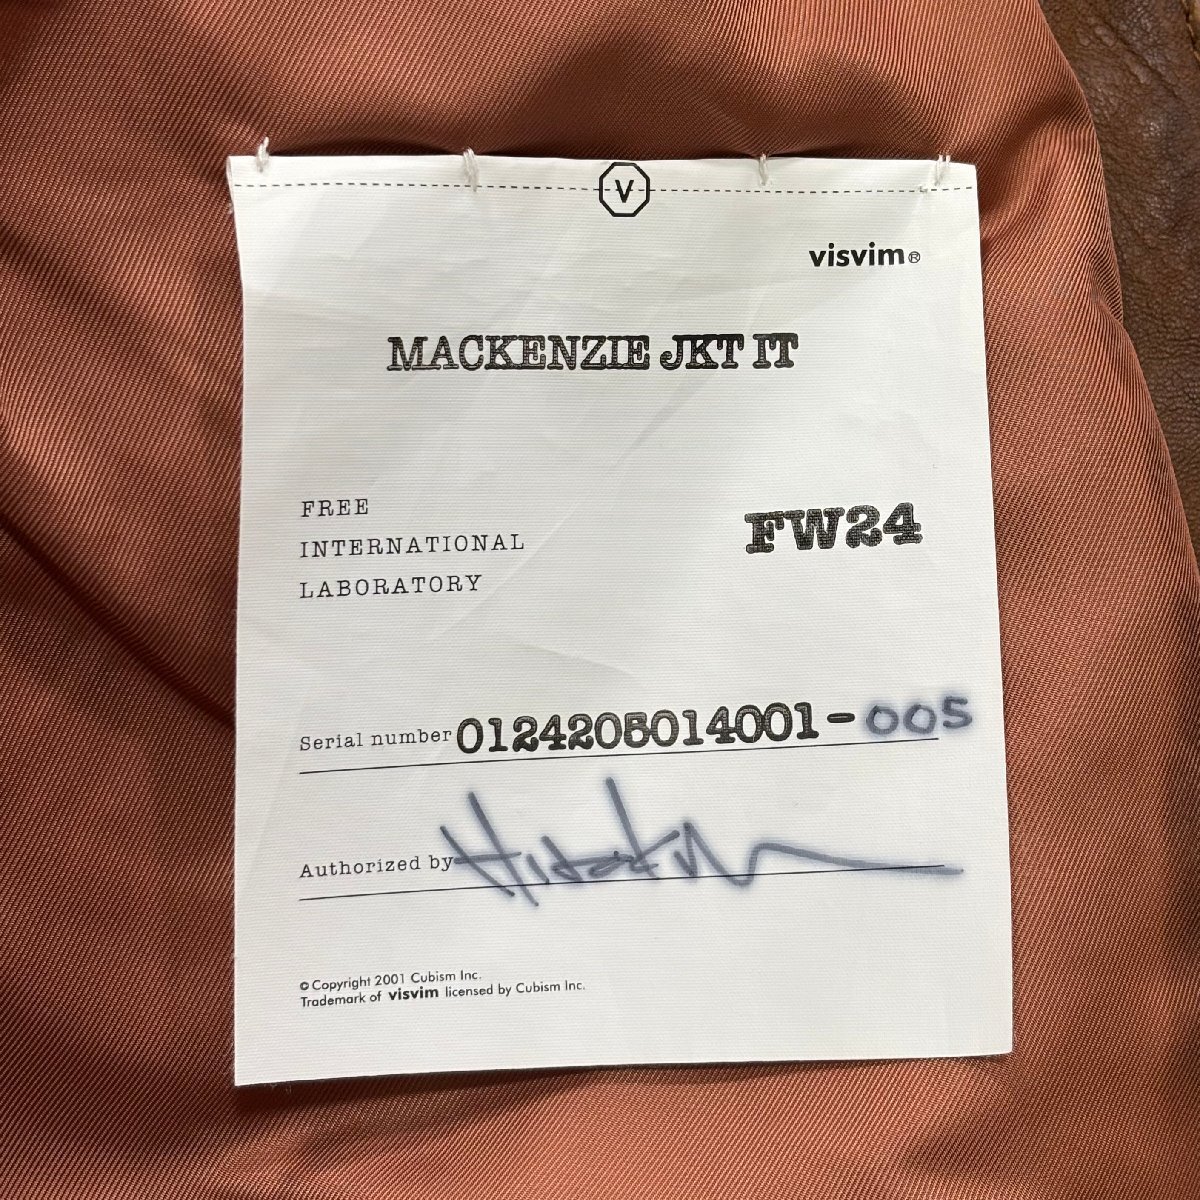 V
visvim®
MACKENZIE JKT IT
FREE
INTERNATIONAL
LABORATORY
FW24
Serial number 0124205014001-005
Authorized by
© Copyright 2001 Cubism Inc.
Trademark of visvim licensed by Cubism Inc.